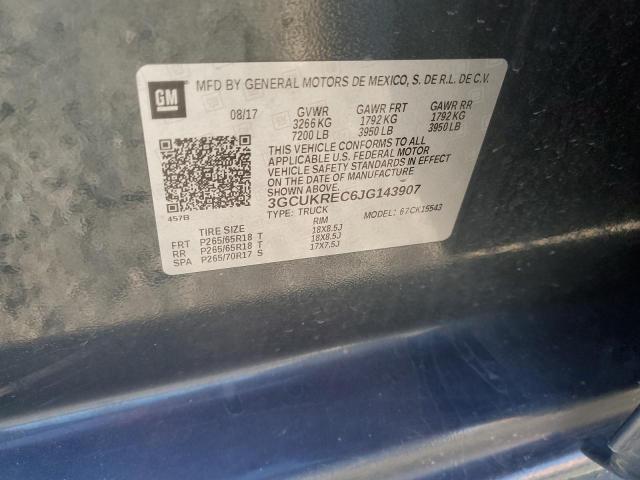 GM
MFD BY GENERAL MOTORS DE MEXICO, S. DE R.L. DE C.V.
08/17 GVWR GAWR FRT GAWR RR
3266 KG 1792 KG 1792 KG
7200 LB 3950 LB 3950 LB
THIS VEHICLE CONFORMS TO ALL
APPLICABLE U.S. FEDERAL MOTOR
VEHICLE SAFETY STANDARDS IN EFFECT
ON THE DATE OF MANUFACTURE
SHOWN ABOVE.
3GCUKREC6JG143907
457B TYPE: TRUCK MODEL: 67CK15543
TIRE SIZE RIM
FRT P265/65R18 T 18X8.5J
RR P265/65R18 T 18X8.5J
SPA P265/70R17 S 17X7.5J